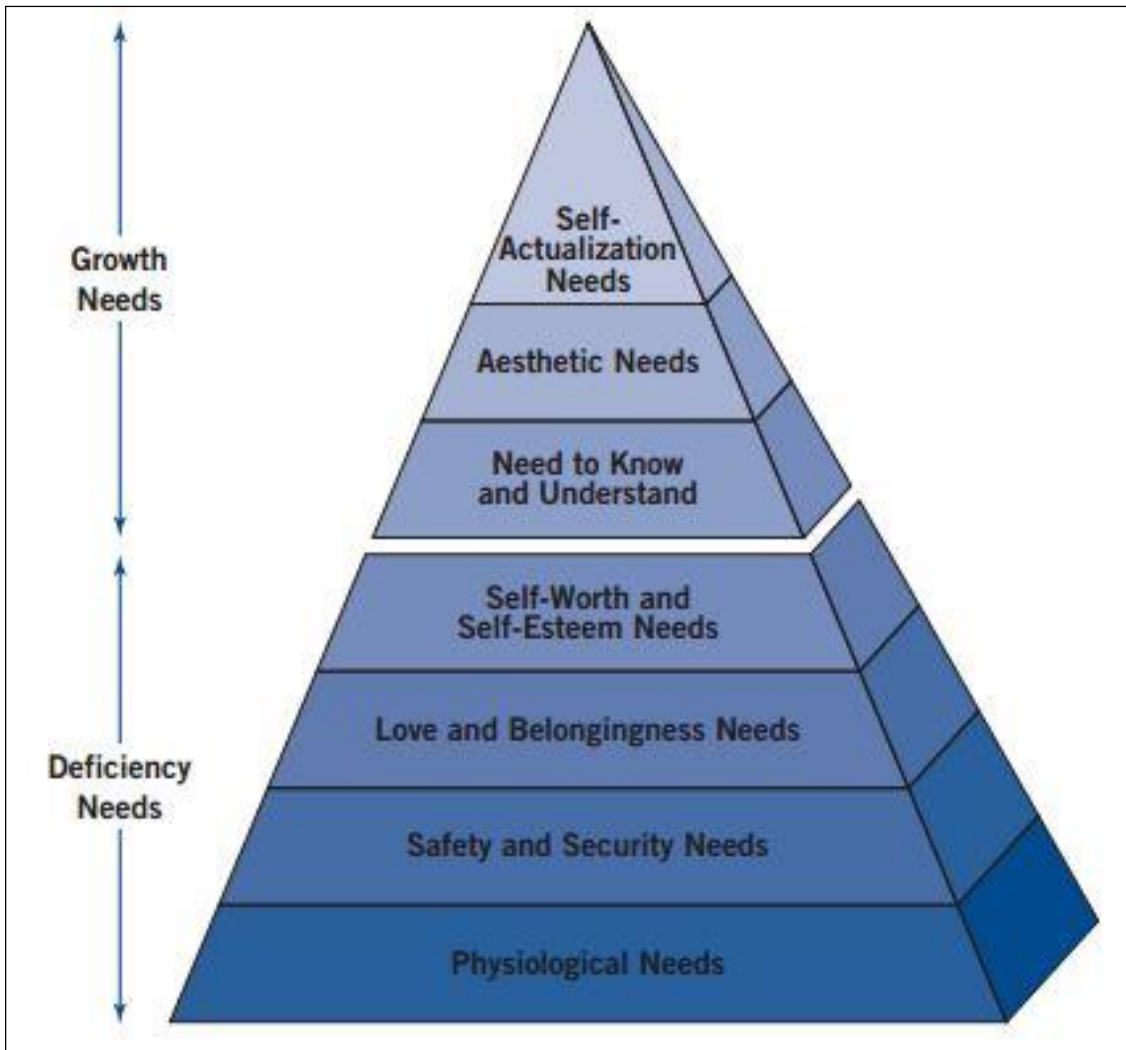 Self-
Actualization
Needs
Growth
Needs
Aesthetic Needs
Need to Know
and Understand
Self-Worth and
Self-Esteem Needs
Love and Belongingness Needs
Deficiency
Needs
Safety and Security Needs
Physiological Needs